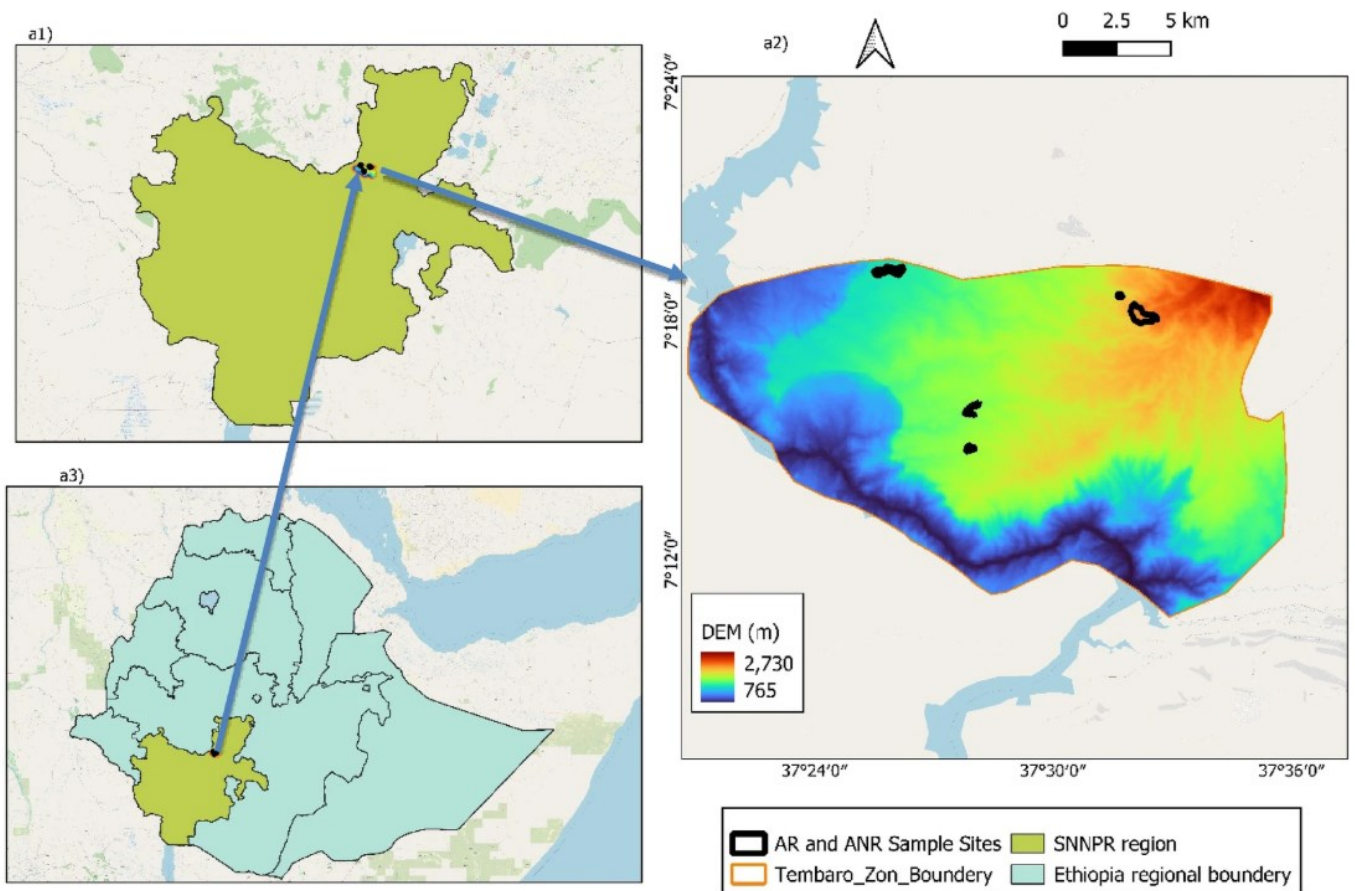 a1)
a2)
0 2.5 5 km
7°24′0″
7°18′0″
7°12′0″
DEM (m)
2,730
765
37°24′0″ 37°30′0″ 37°36′0″
a3)
AR and ANR Sample Sites SNNPR region
Tembaro_Zon_Boundery Ethiopia regional boundery